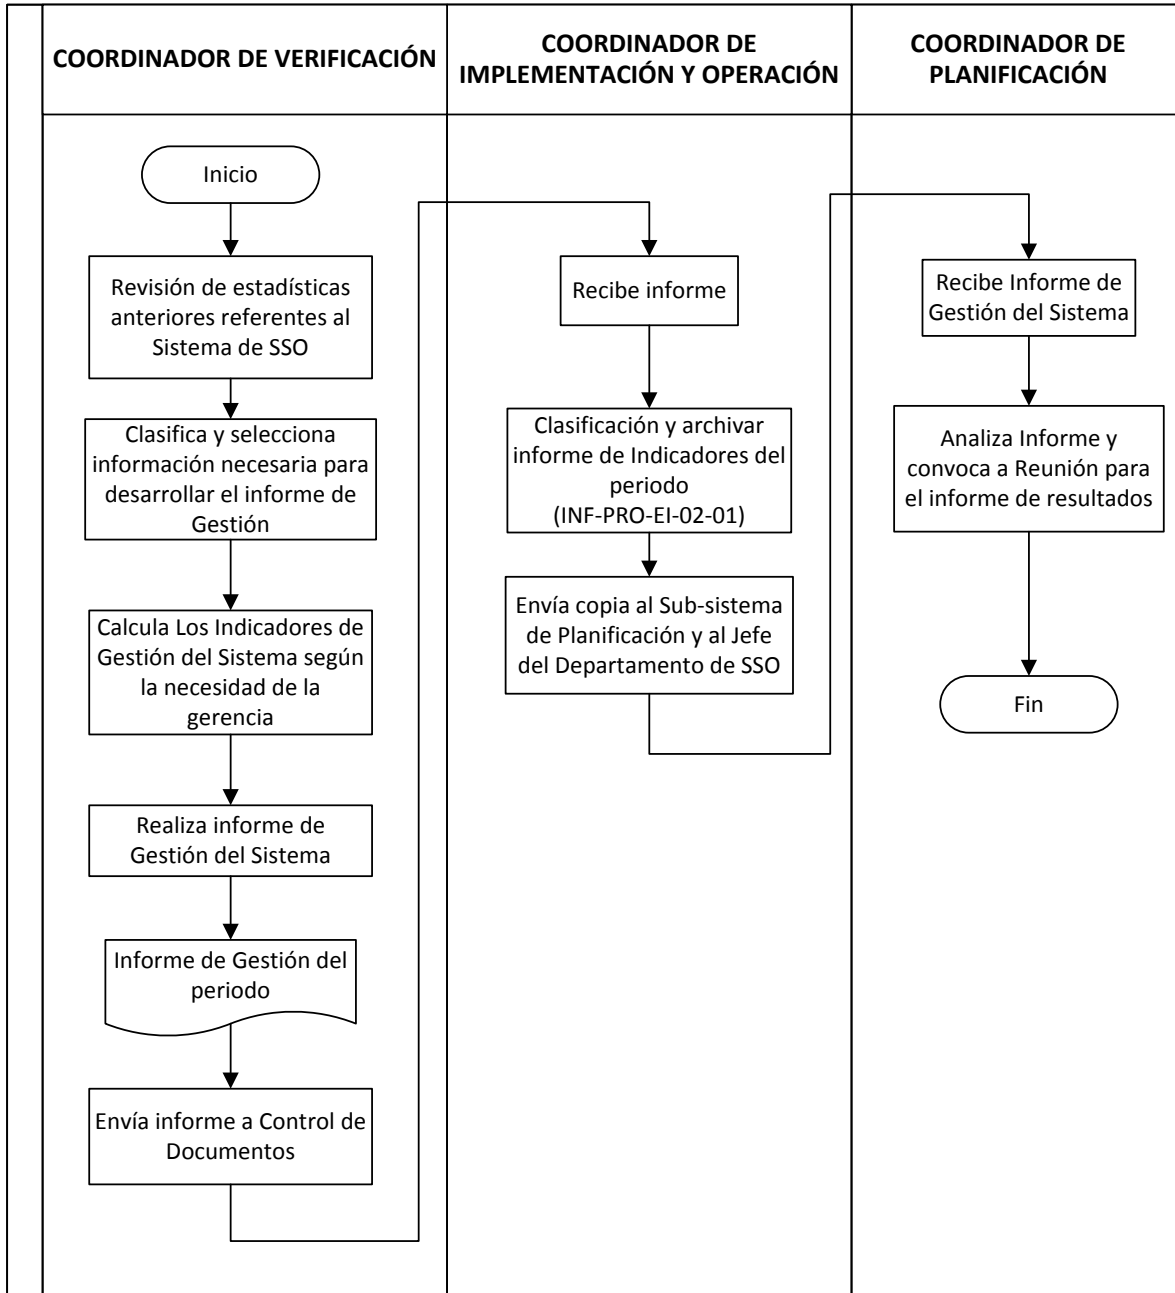 COORDINADOR DE VERIFICACIÓN
COORDINADOR DE
IMPLEMENTACIÓN Y OPERACIÓN
COORDINADOR DE
PLANIFICACIÓN
Inicio
Revisión de estadísticas
anteriores referentes al
Sistema de SSO
Clasifica y selecciona
información necesaria para
desarrollar el informe de
Gestión
Calcula Los Indicadores de
Gestión del Sistema según
la necesidad de la
gerencia
Realiza informe de
Gestión del Sistema
Informe de Gestión del
periodo
Envía informe a Control de
Documentos
Recibe informe
Clasificación y archivar
informe de Indicadores del
periodo
(INF-PRO-EI-02-01)
Envía copia al Sub-sistema
de Planificación y al Jefe
del Departamento de SSO
Recibe Informe de
Gestión del Sistema
Analiza Informe y
convoca a Reunión para
el informe de resultados
Fin